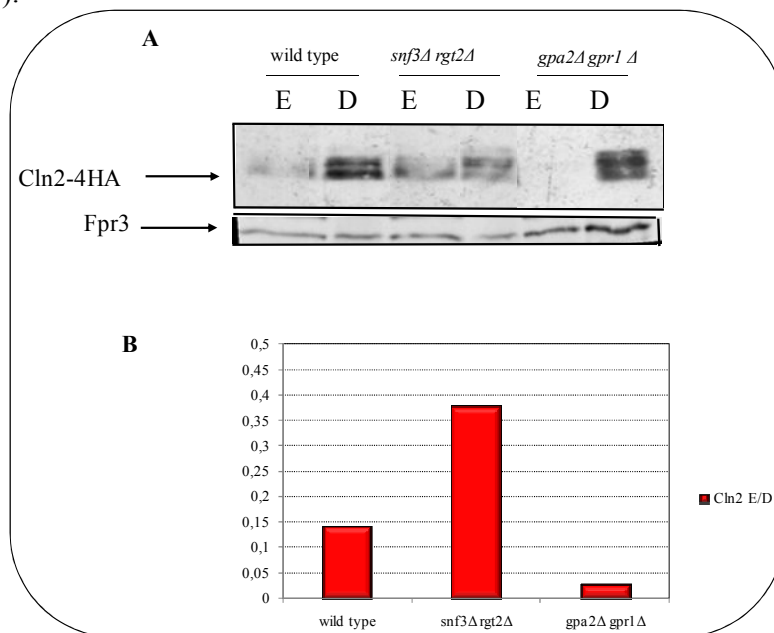 ).
A
wild type snf3Δ rgt2Δ gpa2Δ gpr1 Δ
E D E D E D
Cln2-4HA
Fpr3
B
0,5
0,45
0,4
0,35
0,3
0,25
0,2
0,15
0,1
0,05
0
Cln2 E/D
wild type snf3Δ rgt2Δ gpa2Δ gpr1Δ